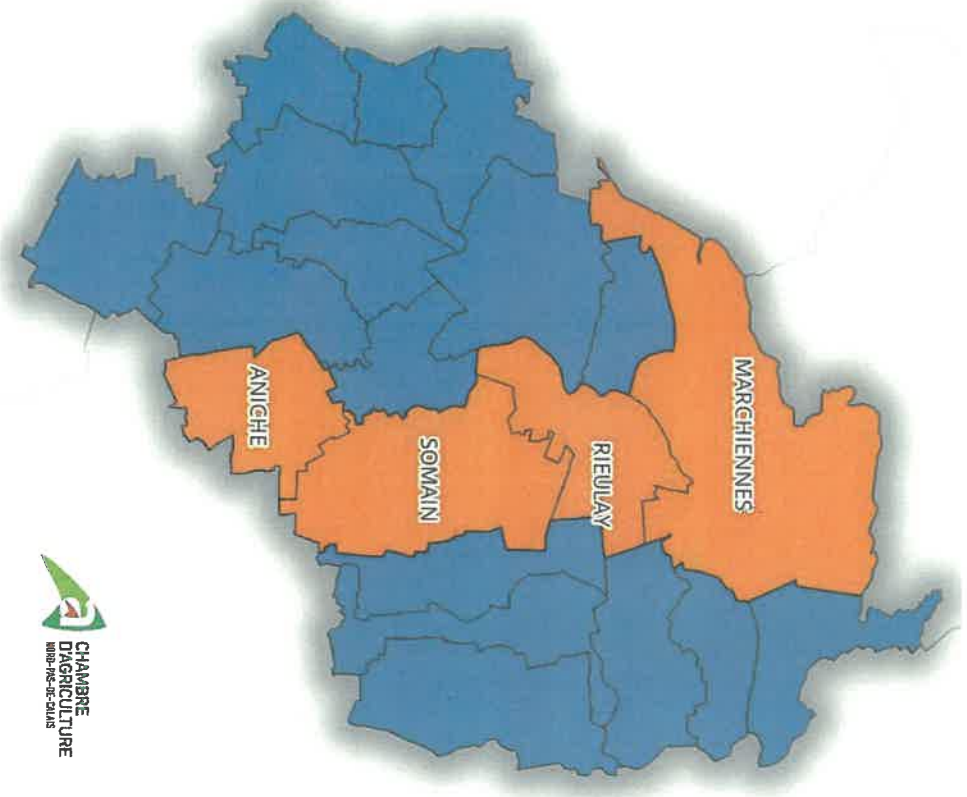 MARCHIENNES
RIEULAY
SOMAIN
ANICHE
CHAMBRE
D'AGRICULTURE
NORD-PAS-DE-CALAIS